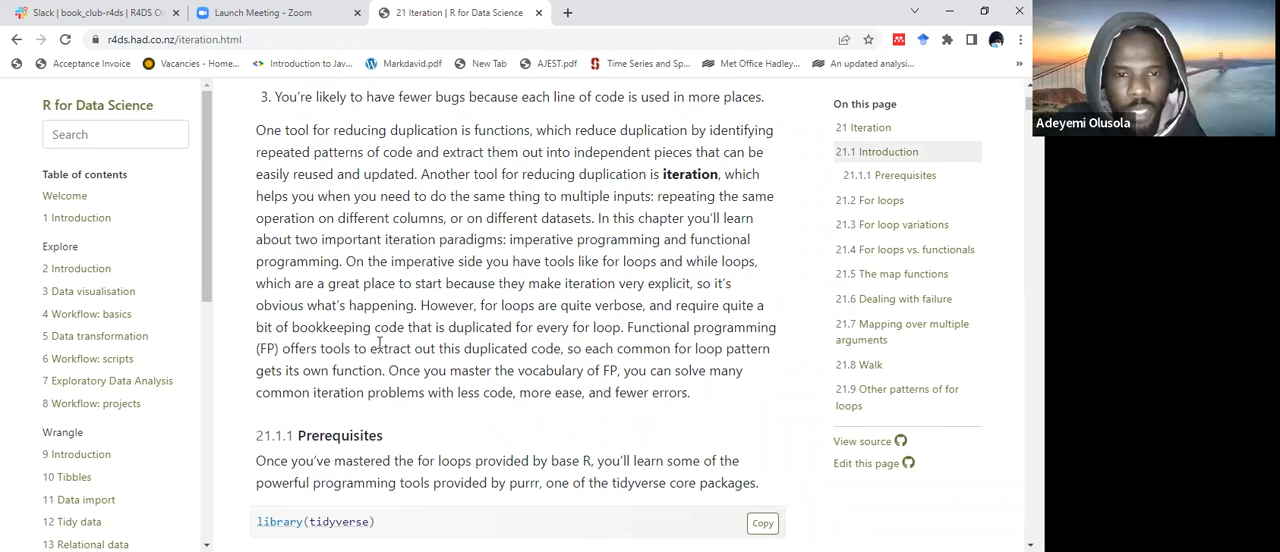 Slack | book_club-r4ds | R4DS O
Launch Meeting - Zoom
21 Iteration | R for Data Science
r4ds.had.co.nz/iteration.html
Acceptance Invoice
Vacancies - Home...
Introduction to Jav...
Markdavid.pdf
New Tab
AJEST.pdf
Time Series and Sp...
Met Office Hadley...
An updated analysi...
»
R for Data Science
Search
Table of contents
Welcome
1 Introduction
Explore
2 Introduction
3 Data visualisation
4 Workflow: basics
5 Data transformation
6 Workflow: scripts
7 Exploratory Data Analysis
8 Workflow: projects
Wrangle
9 Introduction
10 Tibbles
11 Data import
12 Tidy data
13 Relational data
3. You're likely to have fewer bugs because each line of code is used in more places.
One tool for reducing duplication is functions, which reduce duplication by identifying
repeated patterns of code and extract them out into independent pieces that can be
easily reused and updated. Another tool for reducing duplication is iteration, which
helps you when you need to do the same thing to multiple inputs: repeating the same
operation on different columns, or on different datasets. In this chapter you'll learn
about two important iteration paradigms: imperative programming and functional
programming. On the imperative side you have tools like for loops and while loops,
which are a great place to start because they make iteration very explicit, so it's
obvious what's happening. However, for loops are quite verbose, and require quite a
bit of bookkeeping code that is duplicated for every for loop. Functional programming
(FP) offers tools to extract out this duplicated code, so each common for loop pattern
gets its own function. Once you master the vocabulary of FP, you can solve many
common iteration problems with less code, more ease, and fewer errors.
21.1.1 Prerequisites
Once you've mastered the for loops provided by base R, you'll learn some of the
powerful programming tools provided by purrr, one of the tidyverse core packages.
library(tidyverse)
Copy
On this page
21 Iteration
21.1 Introduction
21.1.1 Prerequisites
21.2 For loops
21.3 For loop variations
21.4 For loops vs. functionals
21.5 The map functions
21.6 Dealing with failure
21.7 Mapping over multiple
arguments
21.8 Walk
21.9 Other patterns of for
loops
View source
Edit this page
Adeyemi Olusola